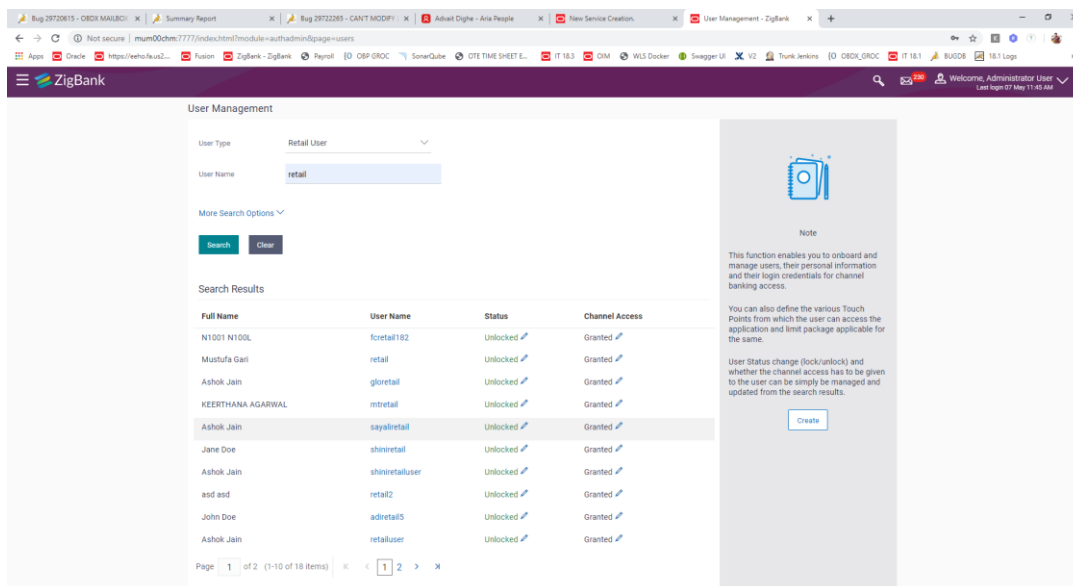 Bug 29720615 - OBDX MAILBOX
Summary Report
Bug 29722265 - CAN'T MODIFY
Advait Dighe - Aria People
New Service Creation.
User Management - ZigBank
Not secure | mum00chm:7777/index.html?module=authadmin&page=users
Apps Oracle https://eeho.fa.us2... Fusion ZigBank - ZigBank Payroll OBP GROC SonarQube CTE TIME SHEET E... IT 18.3 OIM WLS Docker Swagger UI V2 Trunk Jenkins OBDX_GROC IT 18.1 BUGDB 18.1 Logs
ZigBank
230
Welcome, Administrator User
Last login 07 May 11:45 AM
User Management
User Type Retail User
User Name retail
More Search Options
Search Clear
Search Results
Full Name User Name Status Channel Access
N1001 N100L fcretail182 Unlocked Granted
Mustufa Gari retail Unlocked Granted
Ashok Jain gloretail Unlocked Granted
KEERTHANA AGARWAL mtretail Unlocked Granted
Ashok Jain sayaliretail Unlocked Granted
Jane Doe shiniretail Unlocked Granted
Ashok Jain shiniretailuser Unlocked Granted
asd asd retail2 Unlocked Granted
John Doe adiretail5 Unlocked Granted
Ashok Jain retailuser Unlocked Granted
Page 1 of 2 (1-10 of 18 items) 1 2
Note
This function enables you to onboard and
manage users, their personal information
and their login credentials for channel
banking access.
You can also define the various Touch
Points from which the user can access the
application and limit package applicable for
the same.
User Status change (lock/unlock) and
whether the channel access has to be given
to the user can be simply be managed and
updated from the search results.
Create